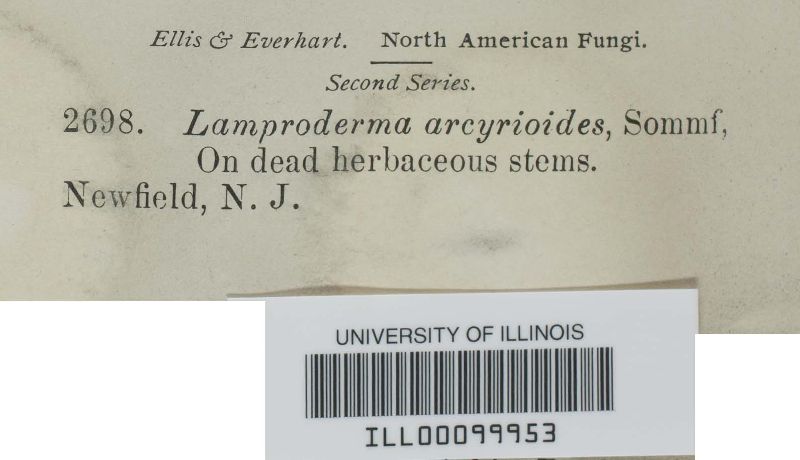 Ellis & Everhart. North American Fungi.
Second Series.
2698. Lamproderma arcyrioides, Sommf,
On dead herbaceous stems.
Newfield, N. J.
UNIVERSITY OF ILLINOIS
ILL00099953